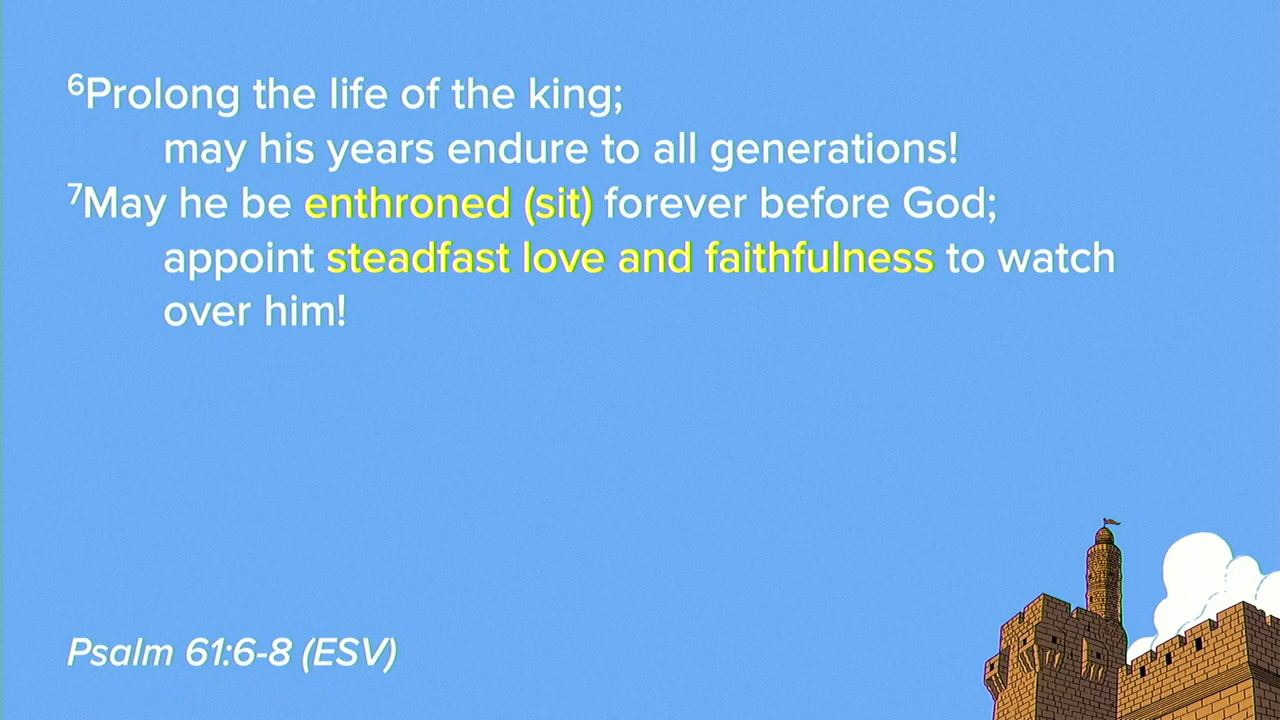 ⁶Prolong the life of the king;
may his years endure to all generations!
⁷May he be enthroned (sit) forever before God;
appoint steadfast love and faithfulness to watch
over him!
Psalm 61:6-8 (ESV)